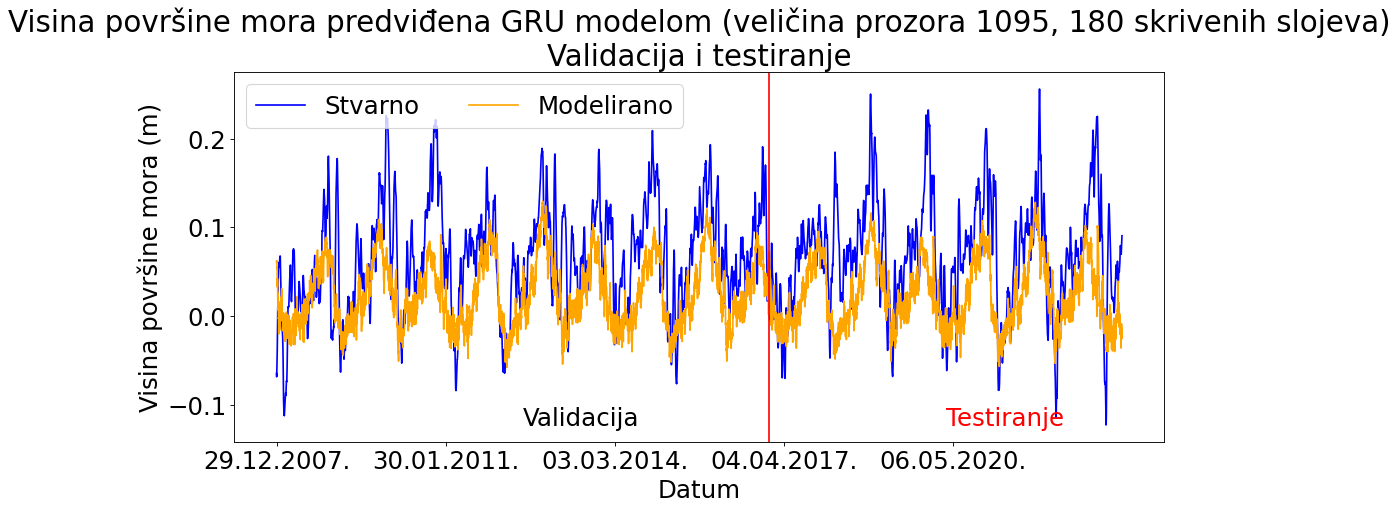 Visina površine mora predviđena GRU modelom (veličina prozora 1095, 180 skrivenih slojeva)
Validacija i testiranje
Stvarno
Modelirano
Visina površine mora (m)
0.2
0.1
0.0
−0.1
Validacija
Testiranje
29.12.2007.
30.01.2011.
03.03.2014.
04.04.2017.
06.05.2020.
Datum